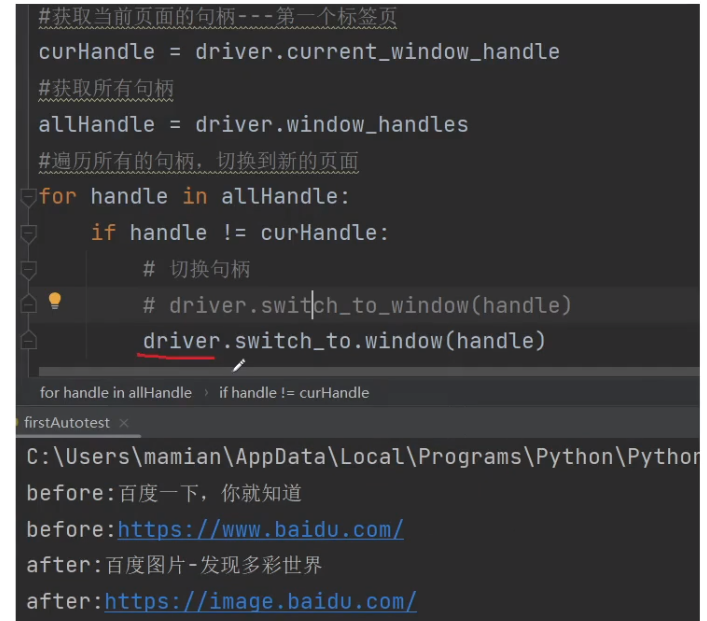 #获取当前页面的句柄---第一个标签页
curHandle = driver.current_window_handle
#获取所有句柄
allHandle = driver.window_handles
#遍历所有的句柄，切换到新的页面
for handle in allHandle:
if handle != curHandle:
# 切换句柄
# driver.switch_to_window(handle)
driver.switch_to.window(handle)
for handle in allHandle › if handle != curHandle
firstAutotest ×
C:\Users\mamian\AppData\Local\Programs\Python\Python
before:百度一下，你就知道
before:https://www.baidu.com/
after:百度图片-发现多彩世界
after:https://image.baidu.com/